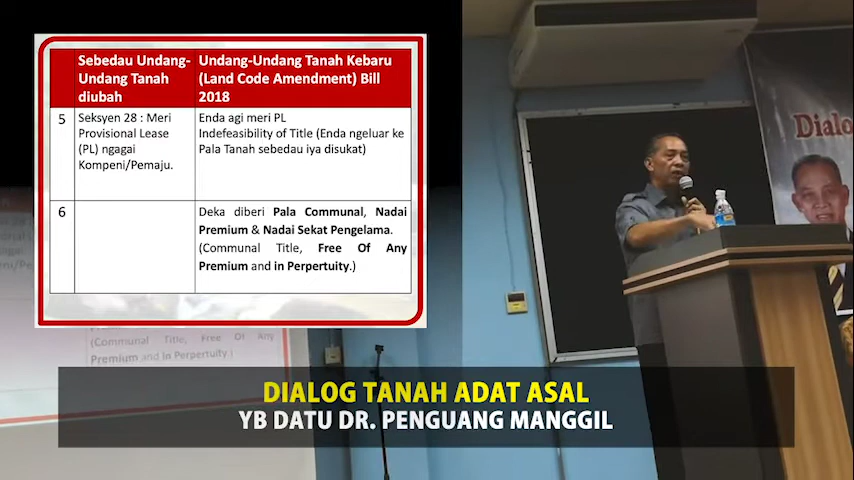 Sebedau Undang-
Undang Tanah
diubah
Undang-Undang Tanah Kebaru
(Land Code Amendment) Bill
2018
5
Seksyen 28 : Meri
Provisional Lease
(PL) ngagai
Kompeni/Pemaju.
Enda agi meri PL
Indefeasibility of Title (Enda ngeluar ke
Pala Tanah sebedau iya disukat)
6
Deka diberi Pala Communal, Nadai
Premium & Nadai Sekat Pengelama.
(Communal Title, Free Of Any
Premium and in Perpertuity.)
(Communal Title, Free Of Any
Premium and in Perpertuity.)
Dialo
DIALOG TANAH ADAT ASAL
YB DATU DR. PENGUANG MANGGIL